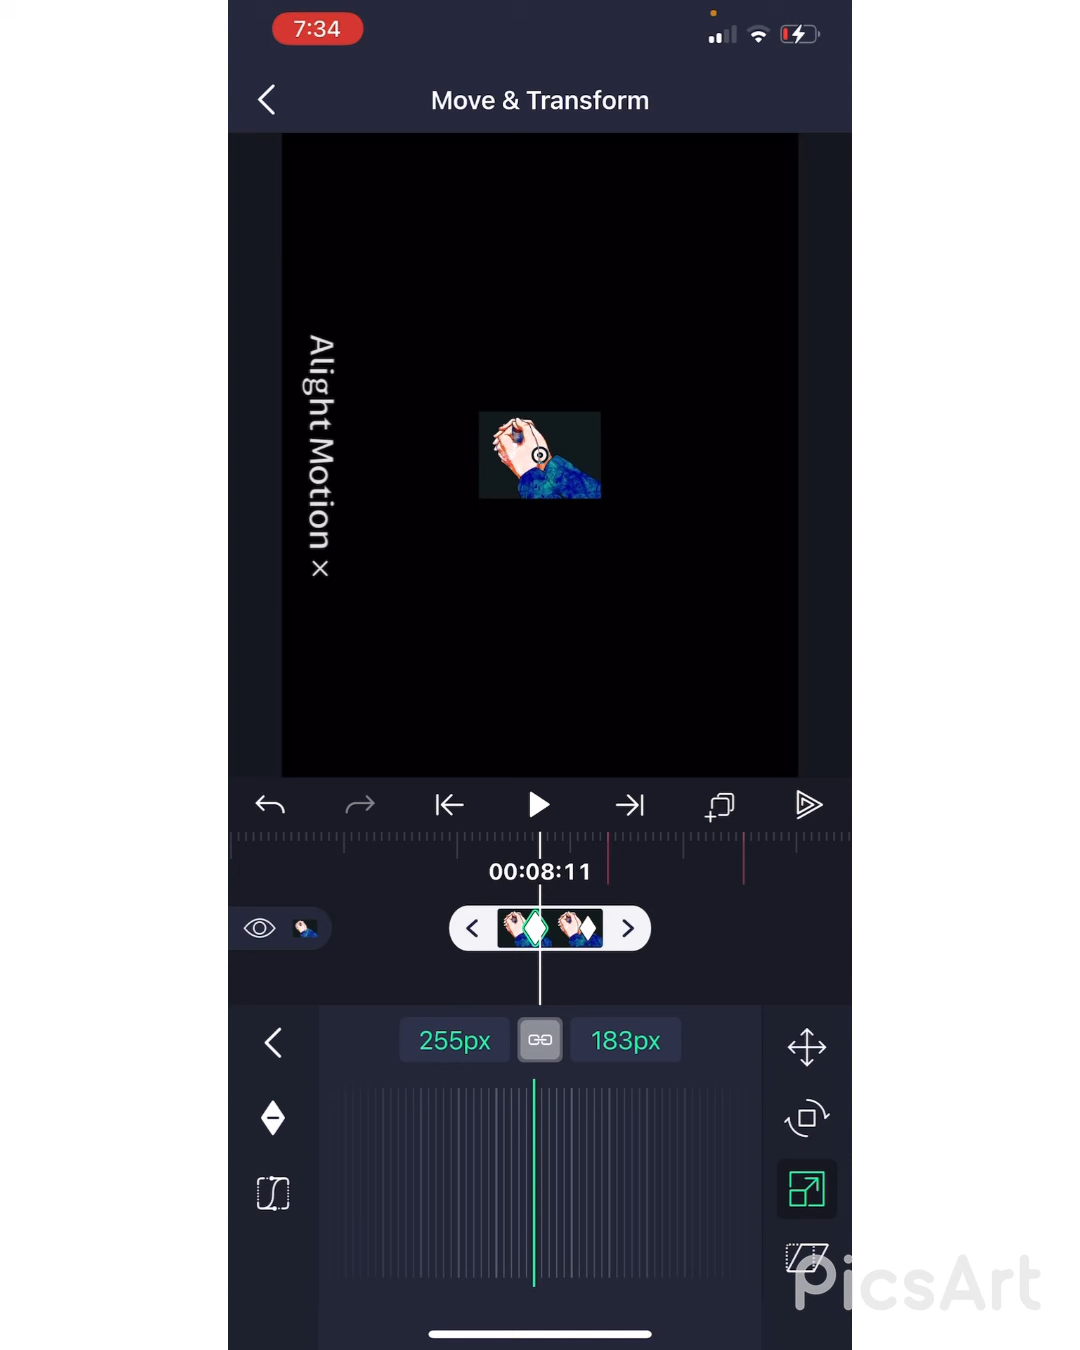 7:34
Move & Transform
Alight Motion ×
00:08:11
255px
183px
PicsArt